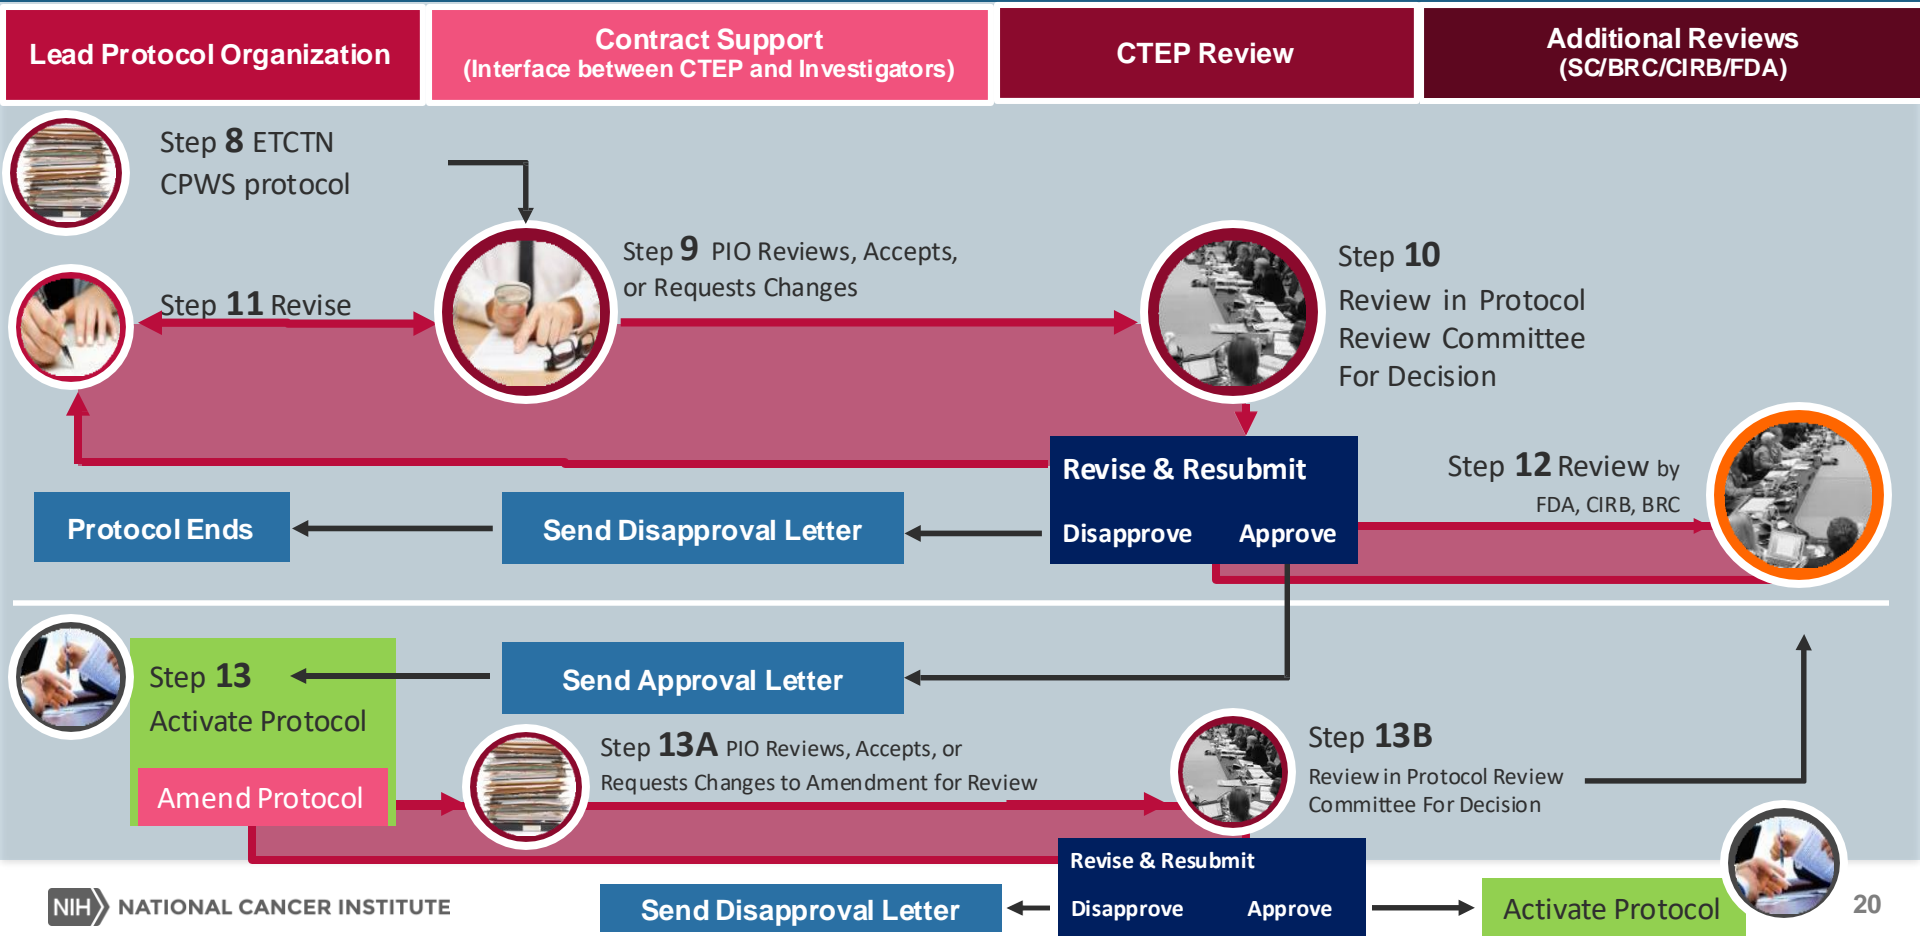 Lead Protocol Organization
Contract Support
(Interface between CTEP and Investigators)
CTEP Review
Additional Reviews
(SC/BRC/CIRB/FDA)
Step 8 ETCTN
CPWS protocol
Step 9 PIO Reviews, Accepts,
or Requests Changes
Step 10
Review in Protocol
Review Committee
For Decision
Step 11 Revise
Revise & Resubmit
Disapprove Approve
Step 12 Review by
FDA, CIRB, BRC
Send Disapproval Letter
Protocol Ends
Send Approval Letter
Step 13
Activate Protocol
Amend Protocol
Step 13A PIO Reviews, Accepts, or
Requests Changes to Amendment for Review
Step 13B
Review in Protocol Review
Committee For Decision
Revise & Resubmit
Disapprove Approve
Send Disapproval Letter
Activate Protocol
NIH NATIONAL CANCER INSTITUTE
20